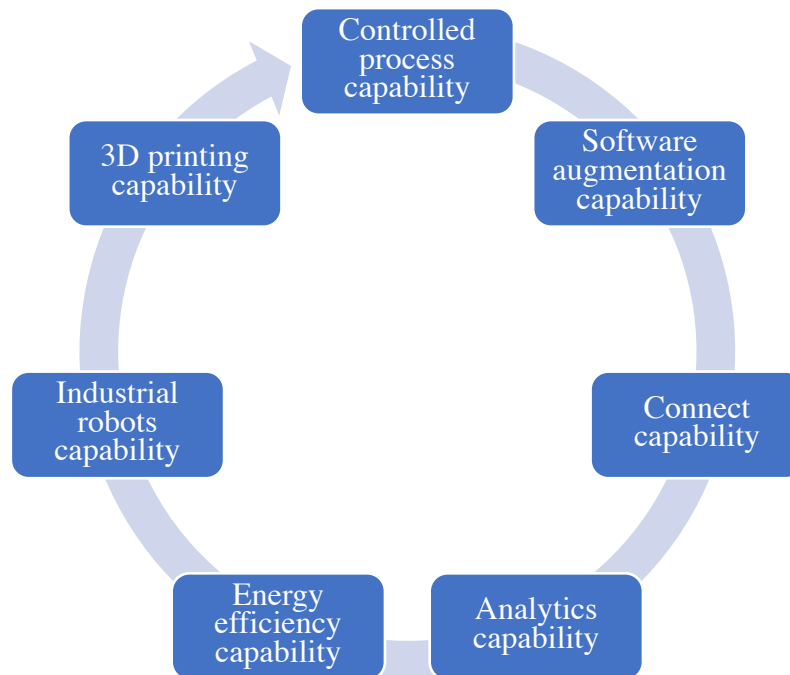 Controlled
process
capability
Software
augmentation
capability
Connect
capability
Analytics
capability
Energy
efficiency
capability
Industrial
robots
capability
3D printing
capability